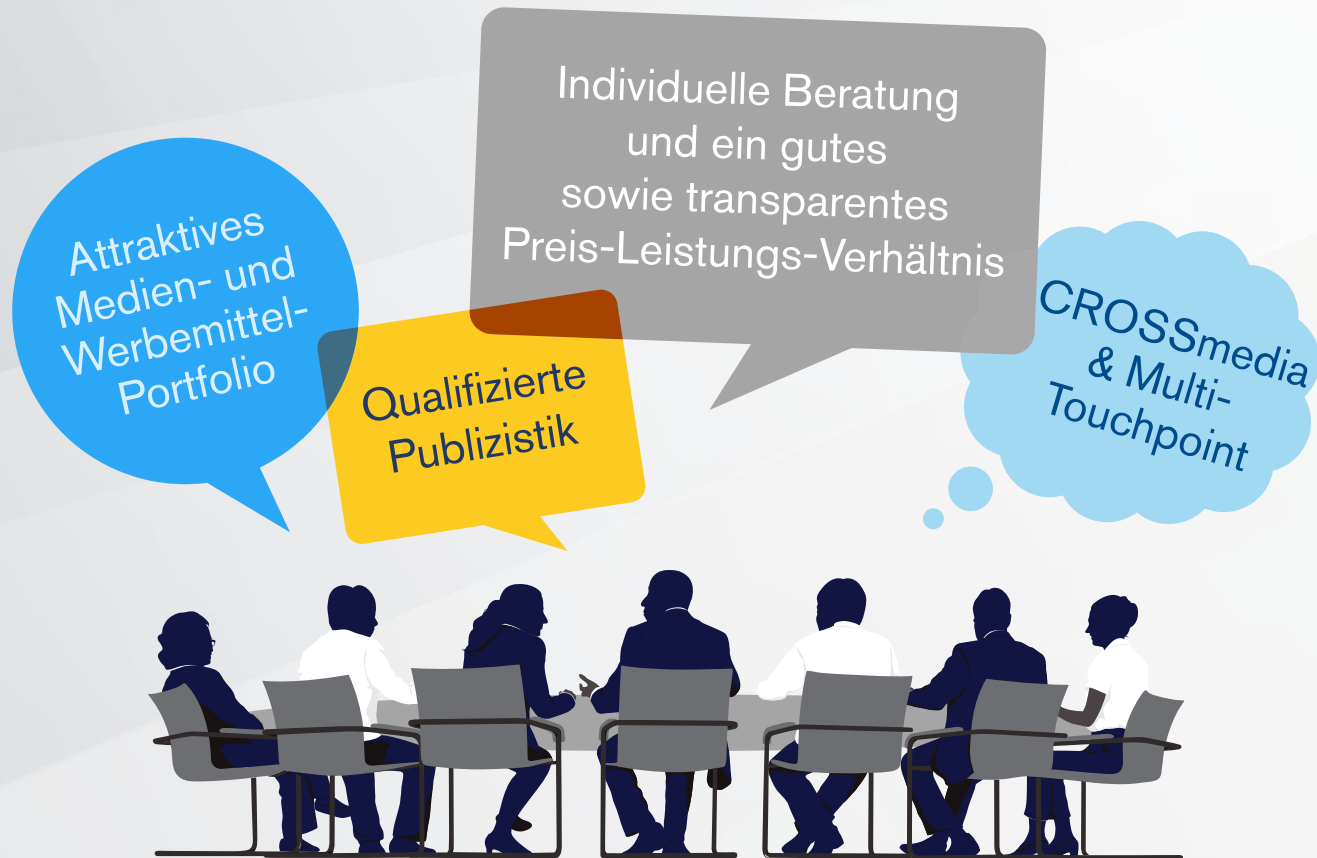 Individuelle Beratung
und ein gutes
sowie transparentes
Preis-Leistungs-Verhältnis
Attraktives
Medien- und
Werbemittel-
Portfolio
Qualifizierte
Publizistik
CROSSmedia
& Multi-
Touchpoint